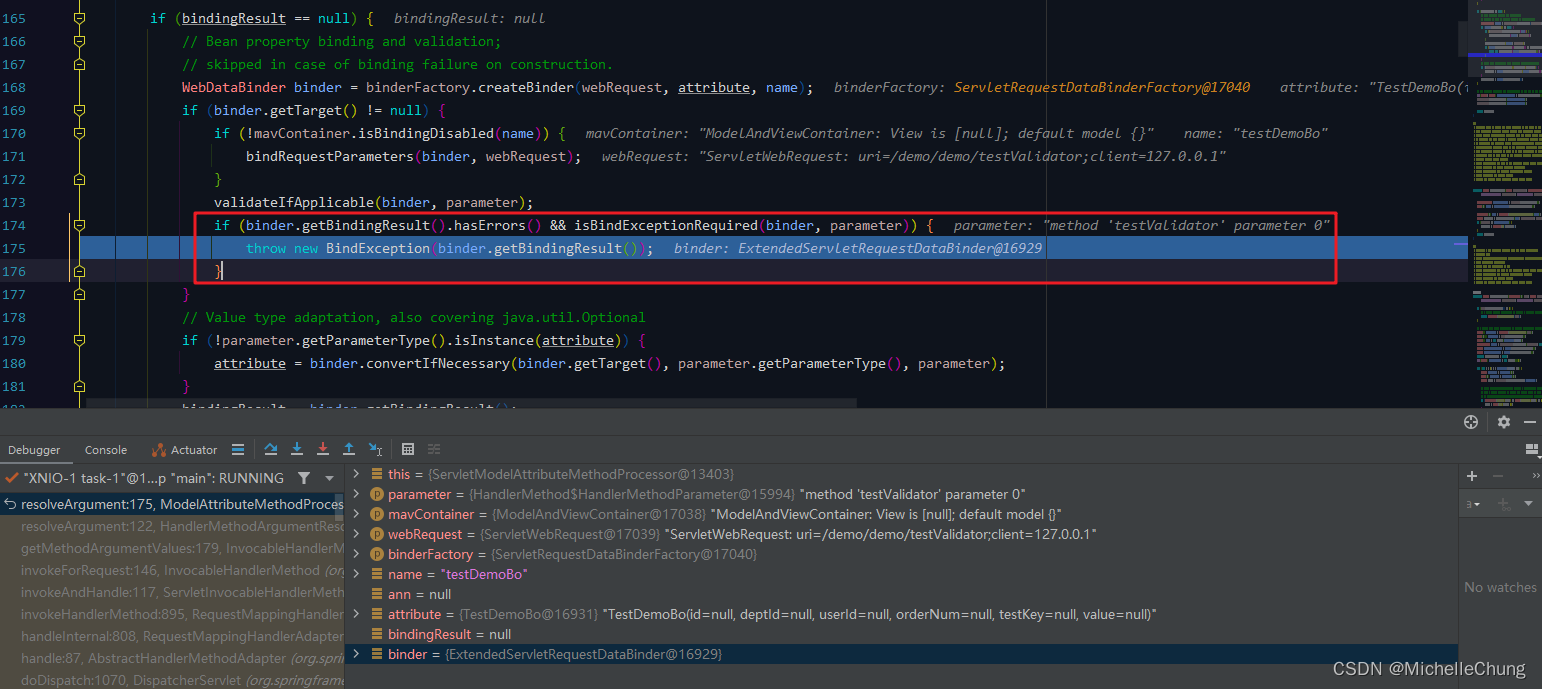 165 if (bindingResult == null) { bindingResult: null
166 // Bean property binding and validation;
167 // skipped in case of binding failure on construction.
168 WebDataBinder binder = binderFactory.createBinder(webRequest, attribute, name); binderFactory: ServletRequestDataBinderFactory@17040 attribute: "TestDemoBo(
169 if (binder.getTarget() != null) {
170 if (!mavContainer.isBindingDisabled(name)) { mavContainer: "ModelAndViewContainer: View is [null]; default model {}" name: "testDemoBo"
171 bindRequestParameters(binder, webRequest); webRequest: "ServletWebRequest: uri=/demo/demo/testValidator;client=127.0.0.1"
172 }
173 validateIfApplicable(binder, parameter);
174 if (binder.getBindingResult().hasErrors() && isBindExceptionRequired(binder, parameter)) { parameter: "method 'testValidator' parameter 0"
175 throw new BindException(binder.getBindingResult()); binder: ExtendedServletRequestDataBinder@16929
176 }
177 }
178 // Value type adaptation, also covering java.util.Optional
179 if (!parameter.getParameterType().isInstance(attribute)) {
180 attribute = binder.convertIfNecessary(binder.getTarget(), parameter.getParameterType(), parameter);
181 }
Debugger Console Actuator
"XNIO-1 task-1"@1...p "main": RUNNING
resolveArgument:175, ModelAttributeMethodProces
resolveArgument:122, HandlerMethodArgumentReso
getMethodArgumentValues:179, InvocableHandlerM
invokeForRequest:146, InvocableHandlerMethod (org
invokeAndHandle:117, ServletInvocableHandlerMeth
invokeHandlerMethod:895, RequestMappingHandler
handleInternal:808, RequestMappingHandlerAdapter
handle:87, AbstractHandlerMethodAdapter (org.spri
doDispatch:1070, DispatcherServlet (org.springframe
this = {ServletModelAttributeMethodProcessor@13403}
parameter = {HandlerMethod$HandlerMethodParameter@15994} "method 'testValidator' parameter 0"
mavContainer = {ModelAndViewContainer@17038} "ModelAndViewContainer: View is [null]; default model {}"
webRequest = {ServletWebRequest@17039} "ServletWebRequest: uri=/demo/demo/testValidator;client=127.0.0.1"
binderFactory = {ServletRequestDataBinderFactory@17040}
name = "testDemoBo"
ann = null
attribute = {TestDemoBo@16931} "TestDemoBo(id=null, deptId=null, userId=null, orderNum=null, testKey=null, value=null)"
bindingResult = null
binder = {ExtendedServletRequestDataBinder@16929}
No watches
CSDN @MichelleChung